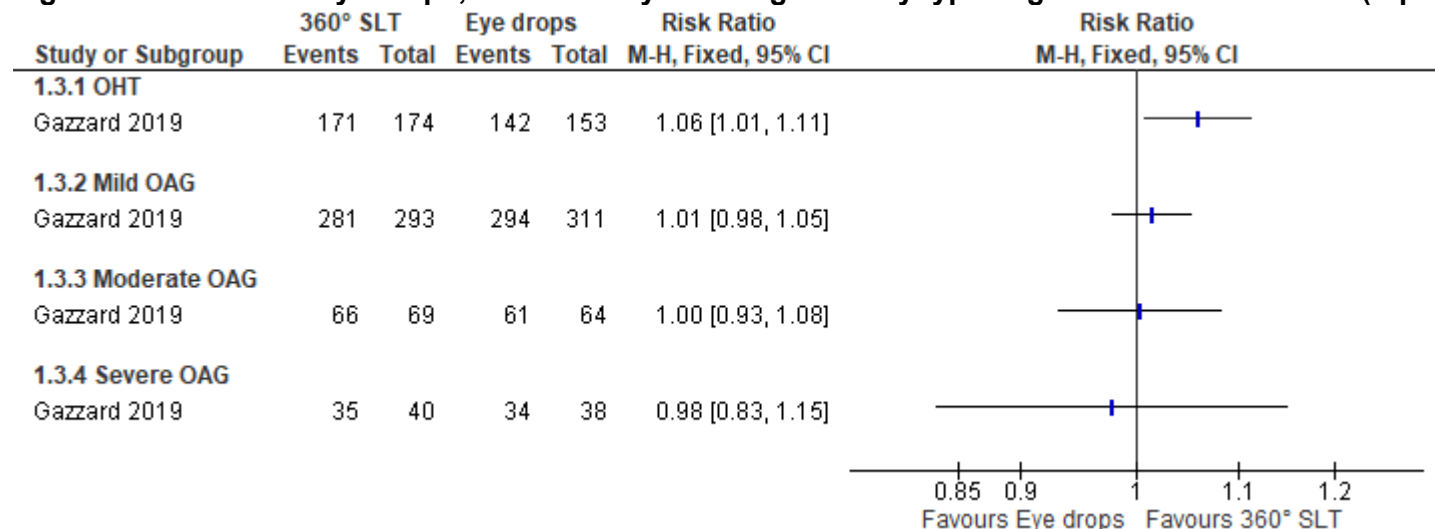 360° SLT Eye drops Risk Ratio Risk Ratio
Study or Subgroup Events Total Events Total M-H, Fixed, 95% CI M-H, Fixed, 95% CI
1.3.1 OHT
Gazzard 2019 171 174 142 153 1.06 [1.01, 1.11]
1.3.2 Mild OAG
Gazzard 2019 281 293 294 311 1.01 [0.98, 1.05]
1.3.3 Moderate OAG
Gazzard 2019 66 69 61 64 1.00 [0.93, 1.08]
1.3.4 Severe OAG
Gazzard 2019 35 40 34 38 0.98 [0.83, 1.15]
0.85 0.9 1 1.1 1.2
Favours Eye drops Favours 360° SLT